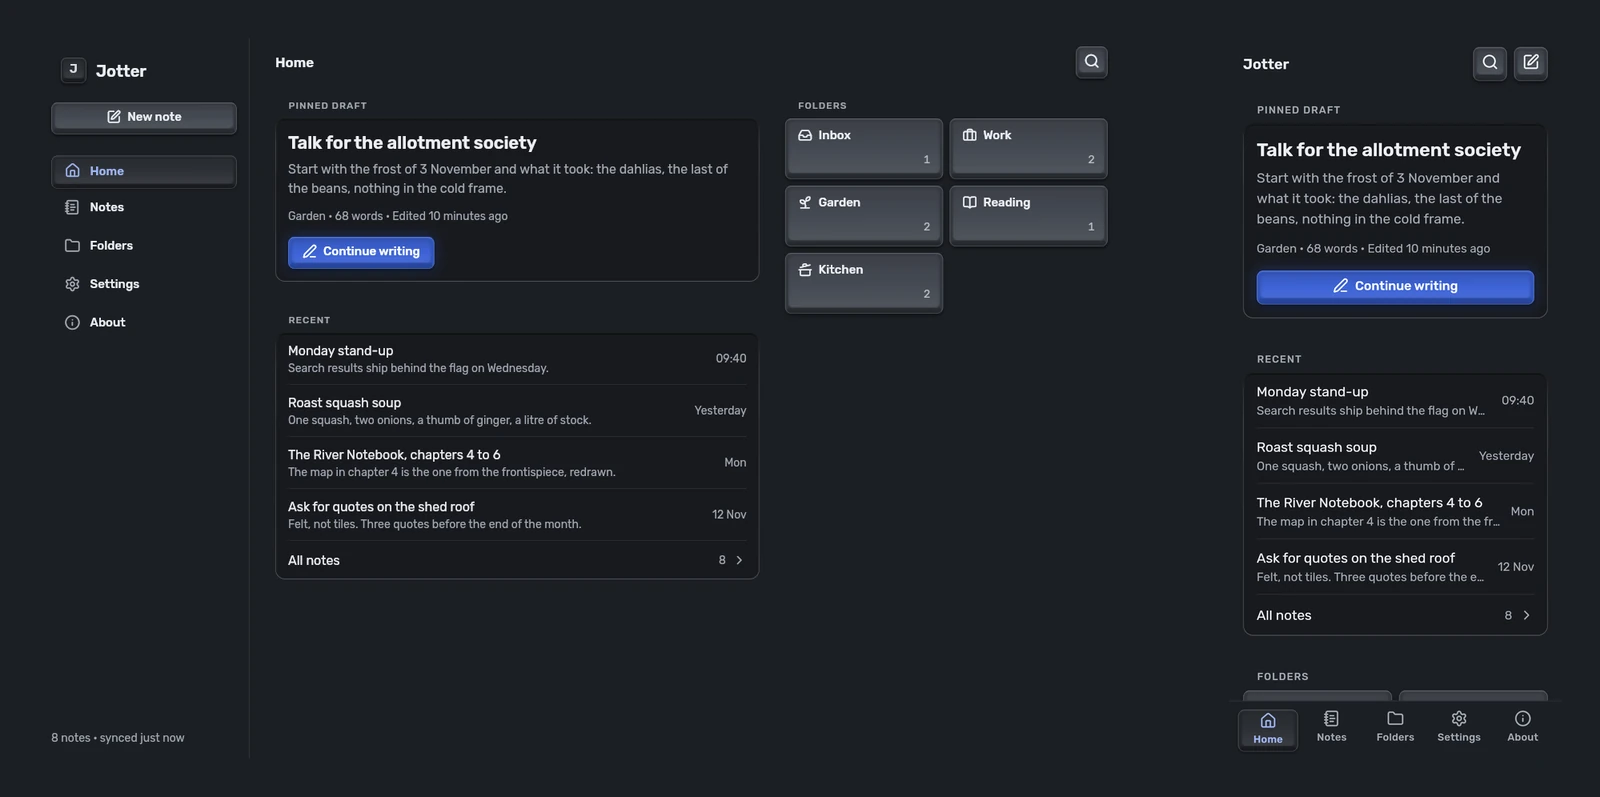 J
Jotter
New note
Home
Notes
Folders
Settings
About
8 notes • synced just now
Home
PINNED DRAFT
Talk for the allotment society
Start with the frost of 3 November and what it took: the dahlias, the last of
the beans, nothing in the cold frame.
Garden • 68 words • Edited 10 minutes ago
Continue writing
RECENT
Monday stand-up
Search results ship behind the flag on Wednesday.
09:40
Roast squash soup
One squash, two onions, a thumb of ginger, a litre of stock.
Yesterday
The River Notebook, chapters 4 to 6
The map in chapter 4 is the one from the frontispiece, redrawn.
Mon
Ask for quotes on the shed roof
Felt, not tiles. Three quotes before the end of the month.
12 Nov
All notes
8
FOLDERS
Inbox
1
Work
2
Garden
2
Reading
1
Kitchen
2
Jotter
PINNED DRAFT
Talk for the allotment society
Start with the frost of 3 November and
what it took: the dahlias, the last of the
beans, nothing in the cold frame.
Garden • 68 words • Edited 10 minutes ago
Continue writing
RECENT
Monday stand-up
Search results ship behind the flag on W…
09:40
Roast squash soup
One squash, two onions, a thumb of …
Yesterday
The River Notebook, chapters 4 to 6
The map in chapter 4 is the one from the fr…
Mon
Ask for quotes on the shed roof
Felt, not tiles. Three quotes before the e…
12 Nov
All notes
8
FOLDERS
Home
Notes
Folders
Settings
About